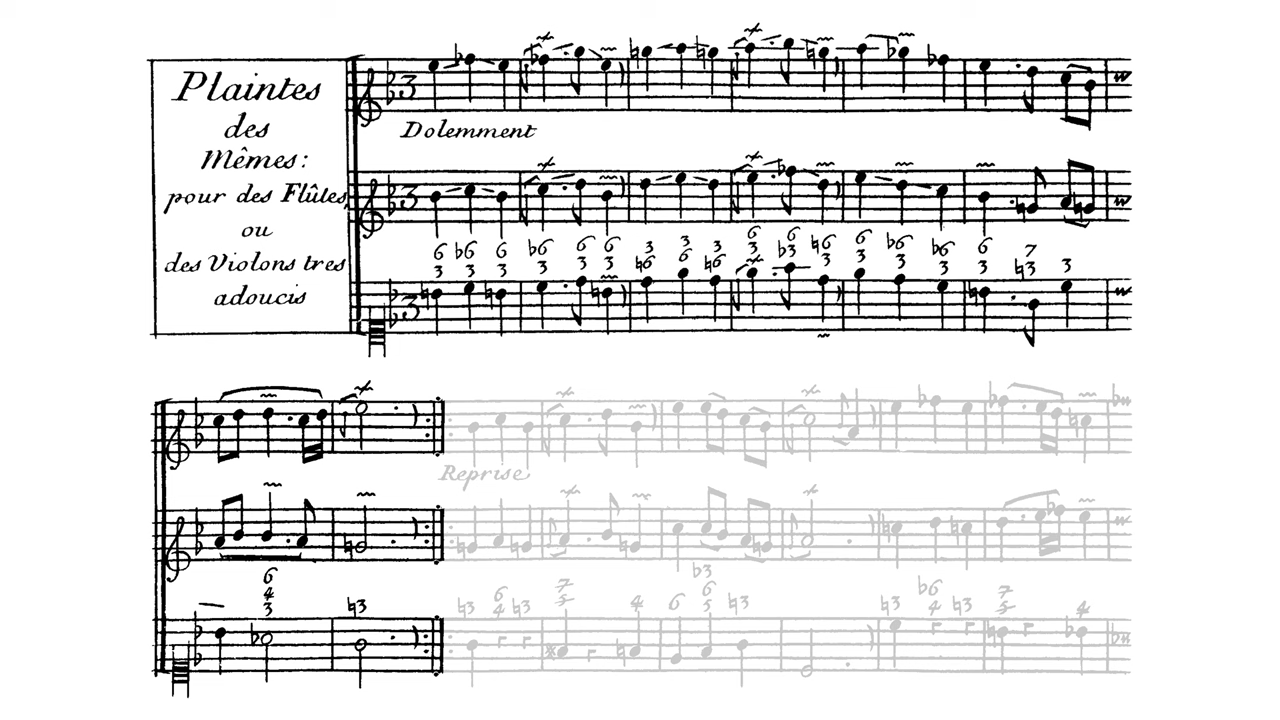 Plaintes
des
Mêmes:
pour des Flûtes,
ou
des Violons tres
adoucis
Dolemment
Reprise